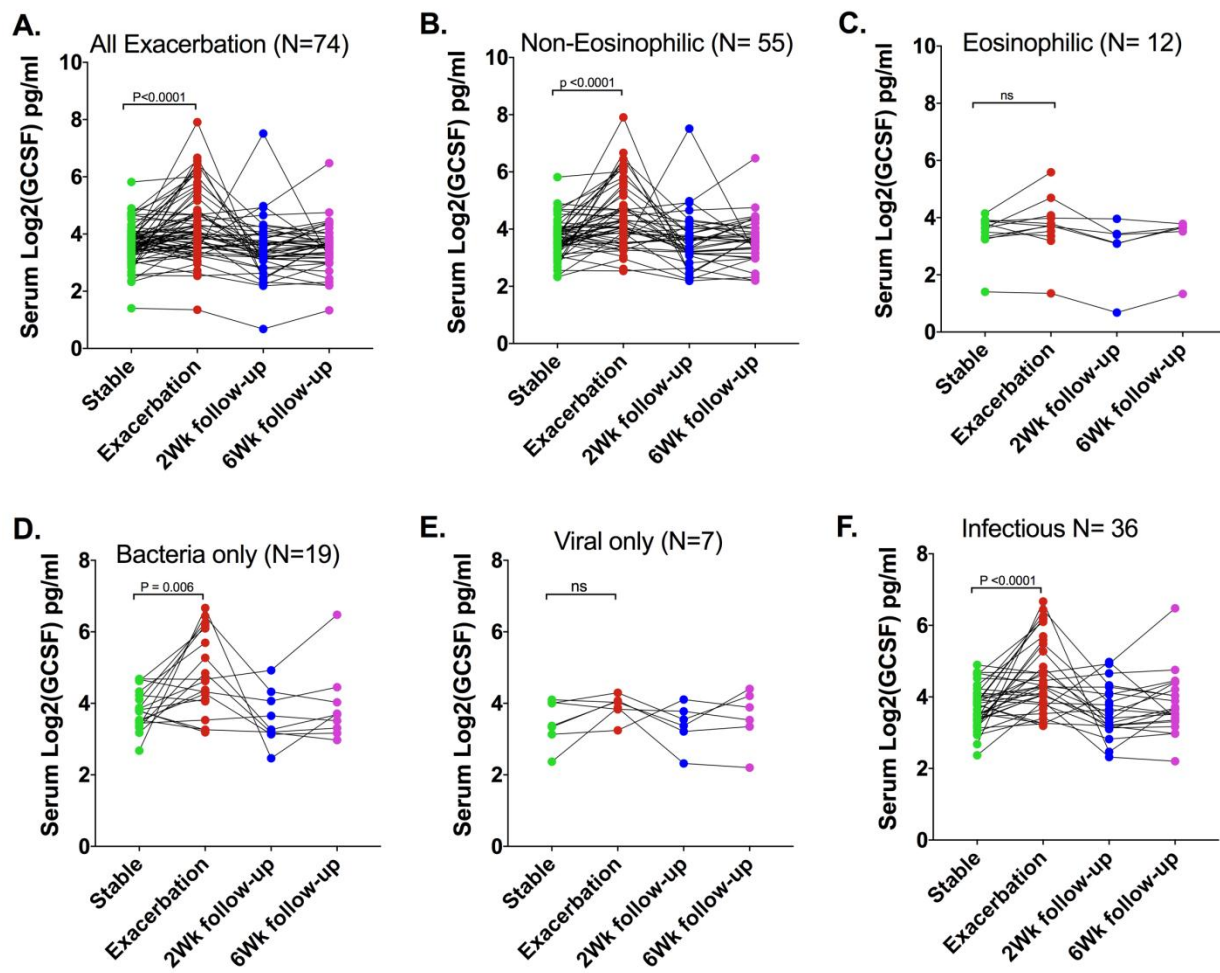 A.
All Exacerbation (N=74)
Serum Log2(GCSF) pg/ml
10
8
6
4
2
0
P<0.0001
Stable
Exacerbation
2Wk follow-up
6Wk follow-up
B.
Non-Eosinophilic (N= 55)
Serum Log2(GCSF) pg/ml
10
8
6
4
2
0
p <0.0001
Stable
Exacerbation
2Wk follow-up
6Wk follow-up
C.
Eosinophilic (N= 12)
Serum Log2(GCSF) pg/ml
10
8
6
4
2
0
ns
Stable
Exacerbation
2Wk follow-up
6Wk follow-up
D.
Bacteria only (N=19)
Serum Log2(GCSF) pg/ml
8
6
4
2
0
P = 0.006
Stable
Exacerbation
2Wk follow-up
6Wk follow-up
E.
Viral only (N=7)
Serum Log2(GCSF) pg/ml
8
6
4
2
0
ns
Stable
Exacerbation
2Wk follow-up
6Wk follow-up
F.
Infectious N= 36
Serum Log2(GCSF) pg/ml
8
6
4
2
0
P <0.0001
Stable
Exacerbation
2Wk follow-up
6Wk follow-up